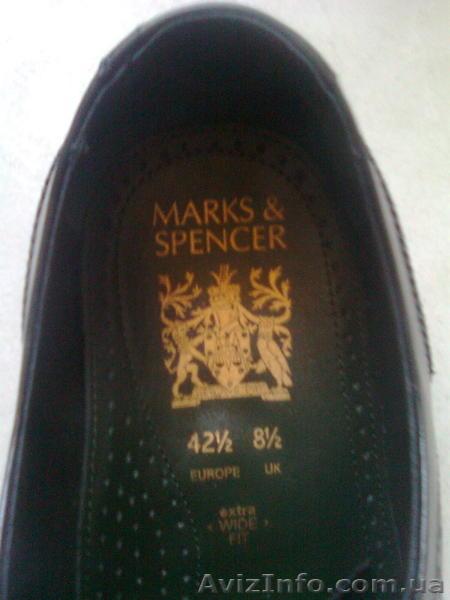 MARKS &
SPENCER
42½ 8½
EUROPE UK
extra
‹ WIDE ›
FIT
AvizInfo.com.ua